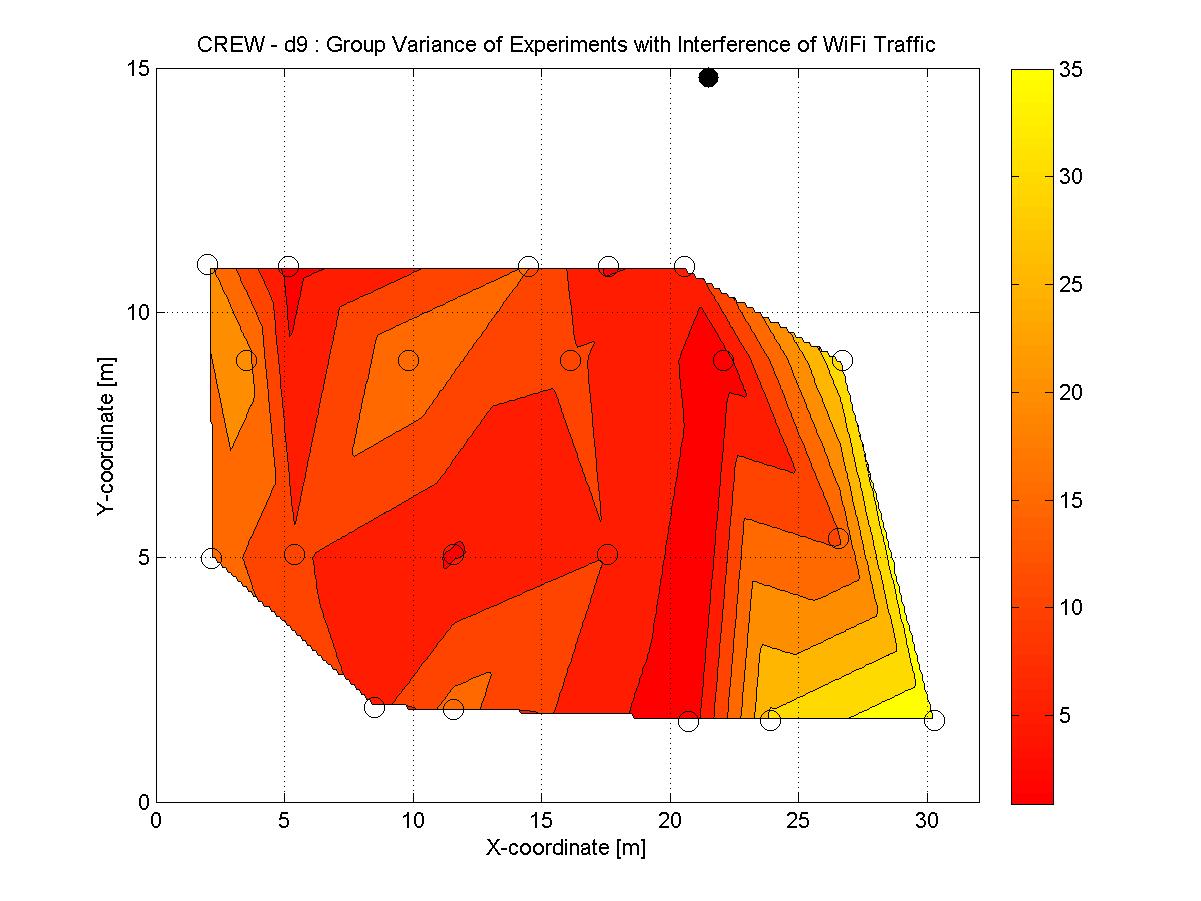 CREW - d9 : Group Variance of Experiments with Interference of WiFi Traffic
15
10
5
0
0 5 10 15 20 25 30
X-coordinate [m]
Y-coordinate [m]
35
30
25
20
15
10
5